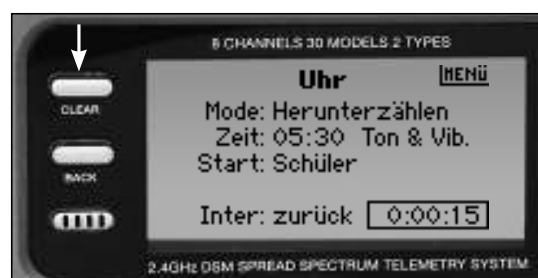 8 CHANNELS 30 MODELS 2 TYPES
Uhr MENÜ
CLEAR
Mode: Herunterzählen
Zeit: 05:30 Ton & Vib.
Start: Schüler
BACK
Inter: zurück 0:00:15
2.4GHz DSM SPREAD SPECTRUM TELEMETRY SYSTEM